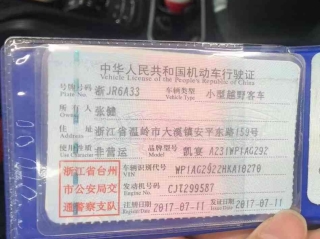 中华人民共和国机动车行驶证
Vehicle License of the People's Republic of China
号牌号码 浙JR6A33 车辆类型 小型越野客车
Plate No. Vehicle Type
所有人 张健
Owner
住址 浙江省温岭市大溪镇安平东路159号
Address
使用性质 非营运 品牌型号 凯宴 AZ31WP1AG29Z
Use Character Model
浙江省台州 车辆识别代号 WP1AG2922HKA10270
市公安局交 VIN
通警察支队 发动机号码 CJT299587
Engine No.
注册日期 2017-07-11 发证日期 2017-07-11
Register Date Issue Date